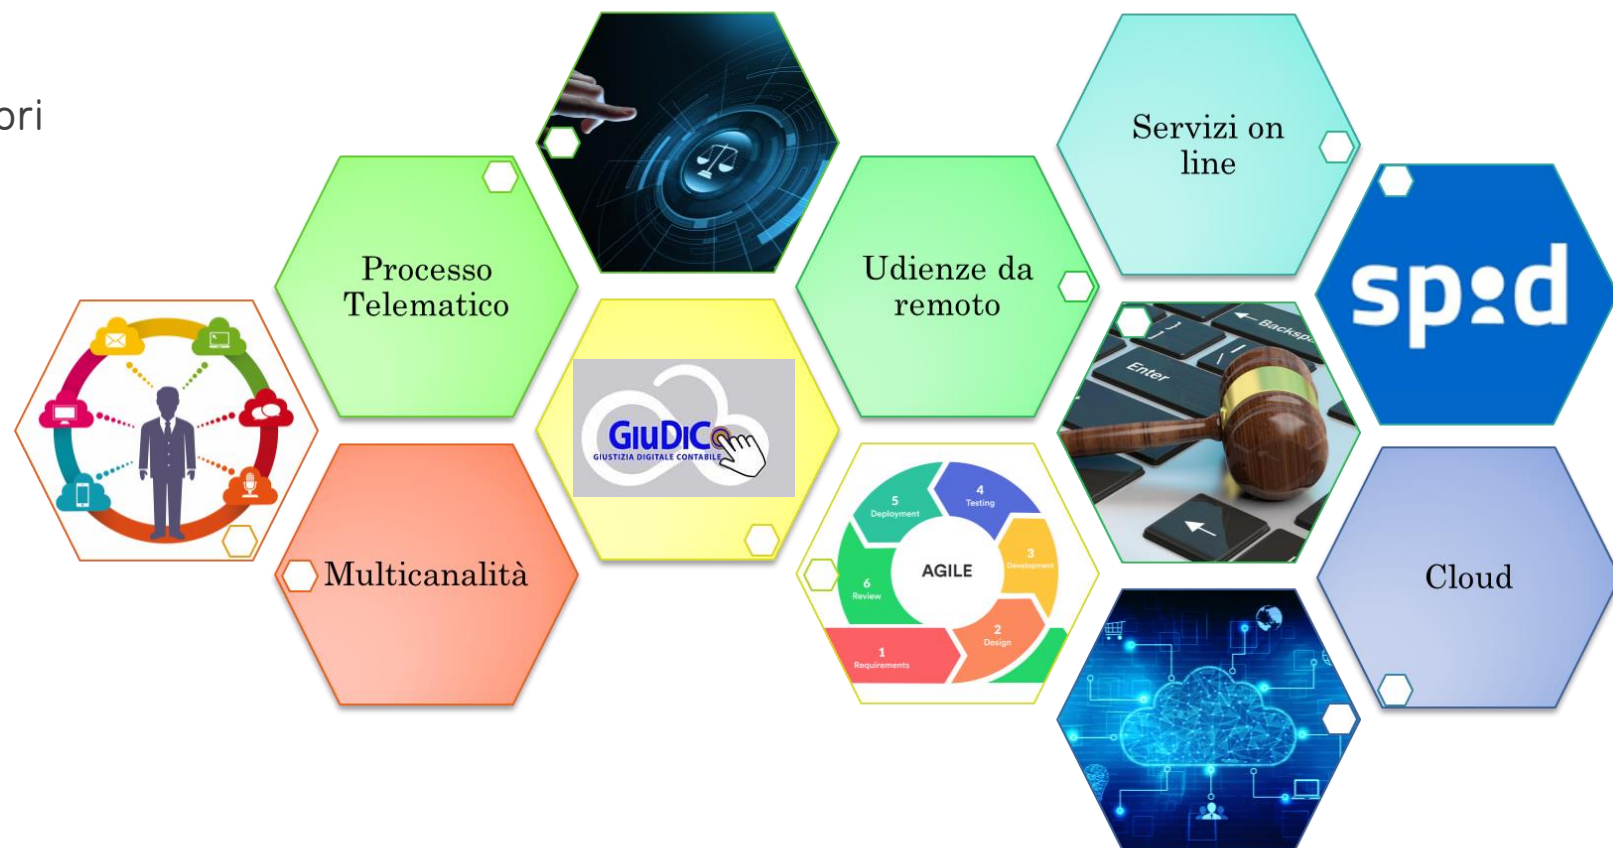 ori
Servizi on
line
Processo
Telematico
Udienze da
remoto
spid
Backsp
Enter
GIUDIC
GIUSTIZIA DIGITALE CONTABILE
Multicanalità
5
Deployment
4
Testing
3
Development
AGILE
6
Review
2
Design
1
Requirements
Cloud